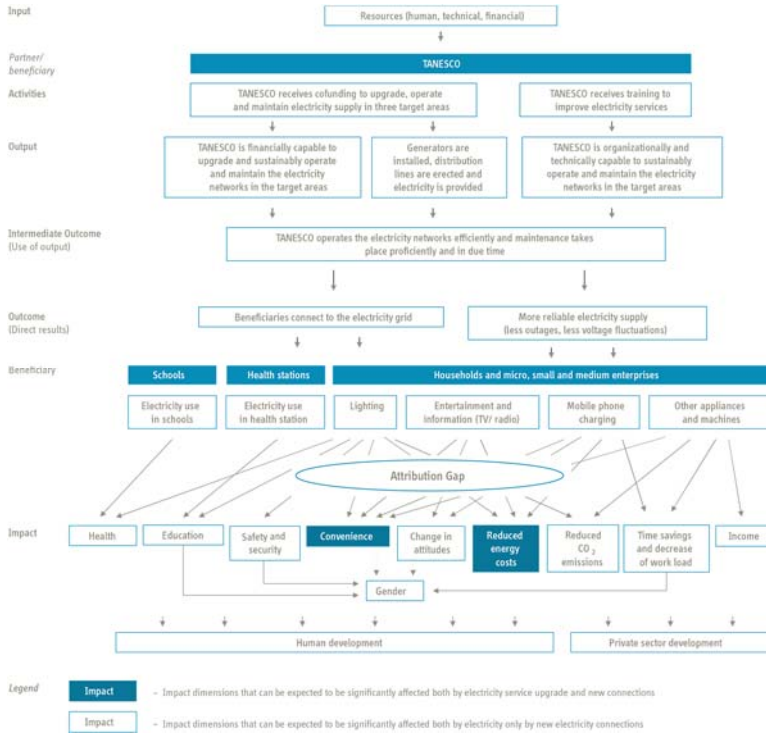 Input
Resources (human, technical, financial)
Partner/
beneficiary
TANESCO
Activities
TANESCO receives cofunding to upgrade, operate
and maintain electricity supply in three target areas
TANESCO receives training to
improve electricity services
Output
TANESCO is financially capable to
upgrade and sustainably operate
and maintain the electricity
networks in the target areas
Generators are
installed, distribution
lines are erected and
electricity is provided
TANESCO is organizationally and
technically capable to sustainably
operate and maintain the electricity
networks in the target areas
Intermediate Outcome
(Use of output)
TANESCO operates the electricity networks efficiently and maintenance takes
place proficiently and in due time
Outcome
(Direct results)
Beneficiaries connect to the electricity grid
More reliable electricity supply
(less outages, less voltage fluctuations)
Beneficiary
Schools
Health stations
Households and micro, small and medium enterprises
Electricity use
in schools
Electricity use
in health station
Lighting
Entertainment and
information (TV/ radio)
Mobile phone
charging
Other appliances
and machines
Attribution Gap
Impact
Health
Education
Safety and
security
Convenience
Change in
attitudes
Reduced
energy
costs
Reduced
CO2
emissions
Time savings
and decrease
of work load
Income
Gender
Human development
Private sector development
Legend
Impact
– Impact dimensions that can be expected to be significantly affected both by electricity service upgrade and new connections
Impact
– Impact dimensions that can be expected to be significantly affected by electricity only by new electricity connections